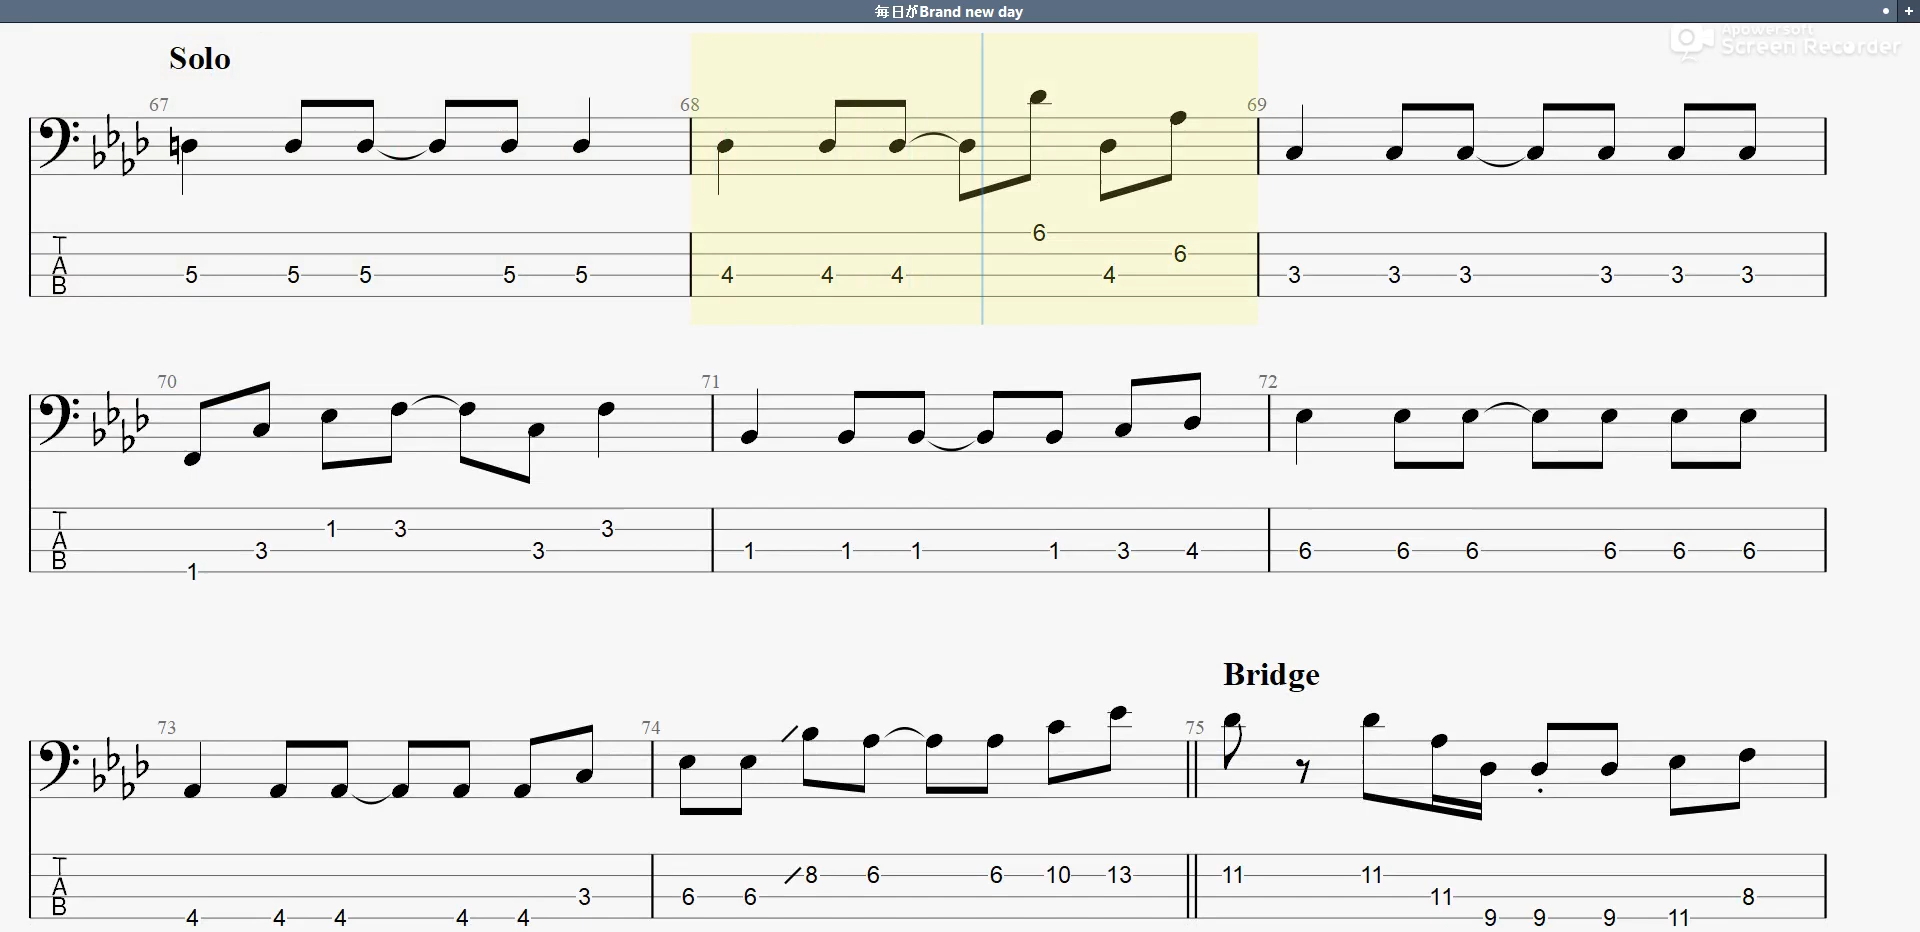 毎日がBrand new day
Apowersoft
Screen Recorder
Solo
67 68 69
T
A
B
6
6
5 5 5 5 5 4 4 4 4 3 3 3 3 3 3
70 71 72
T
A
B
1 3 3
3 3 1 1 1 1 3 4 6 6 6 6 6 6
1
Bridge
73 74 75
T
A
B
8 6 6 10 13 11 11
3 6 6 11 8
4 4 4 4 4 9 9 9 11